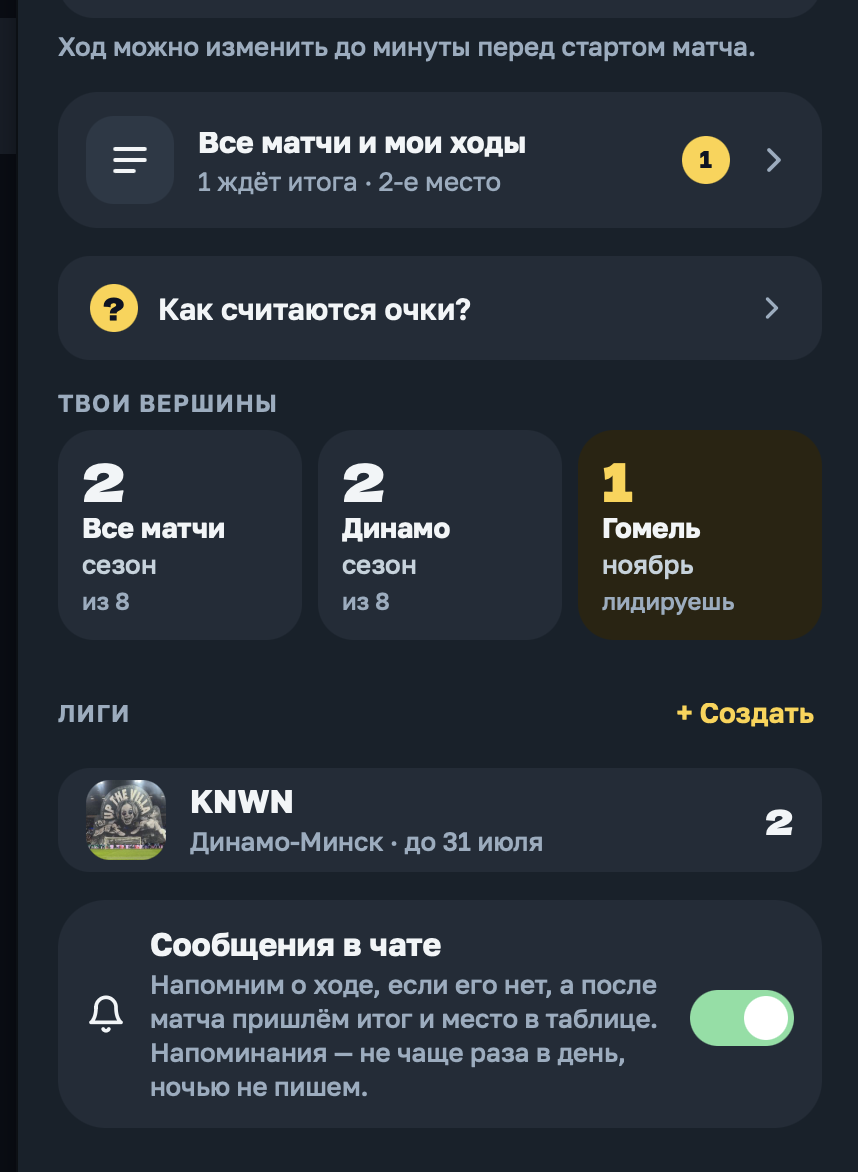 Ход можно изменить до минуты перед стартом матча.
Все матчи и мои ходы
1 ждёт итога · 2-е место
1
? Как считаются очки?
ТВОИ ВЕРШИНЫ
2
Все матчи
сезон
из 8
2
Динамо
сезон
из 8
1
Гомель
ноябрь
лидируешь
ЛИГИ
+ Создать
UP THE VILLA
KNWN
Динамо-Минск · до 31 июля
2
Сообщения в чате
Напомним о ходе, если его нет, а после
матча пришлём итог и место в таблице.
Напоминания — не чаще раза в день,
ночью не пишем.